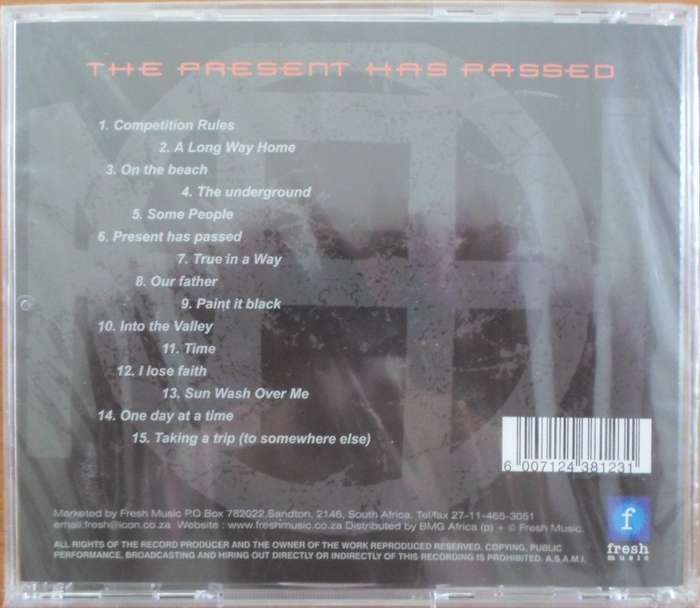 THE PRESENT HAS PASSED
1. Competition Rules
2. A Long Way Home
3. On the beach
4. The underground
5. Some People
6. Present has passed
7. True in a Way
8. Our father
9. Paint it black
10. Into the Valley
11. Time
12. I lose faith
13. Sun Wash Over Me
14. One day at a time
15. Taking a trip (to somewhere else)
6 007124 381231
Marketed by Fresh Music P.O Box 782022, Sandton, 2146, South Africa. Tel/fax 27-11-465-3051
email:fresh@icon.co.za Website : www.freshmusic.co.za Distributed by BMG Africa (p) + © Fresh Music.
f
fresh
music
ALL RIGHTS OF THE RECORD PRODUCER AND THE OWNER OF THE WORK REPRODUCED RESERVED. COPYING, PUBLIC
PERFORMANCE, BROADCASTING AND HIRING OUT DIRECTLY OR INDIRECTLY OF THIS RECORDING IS PROHIBITED. A.S.A.M.I.